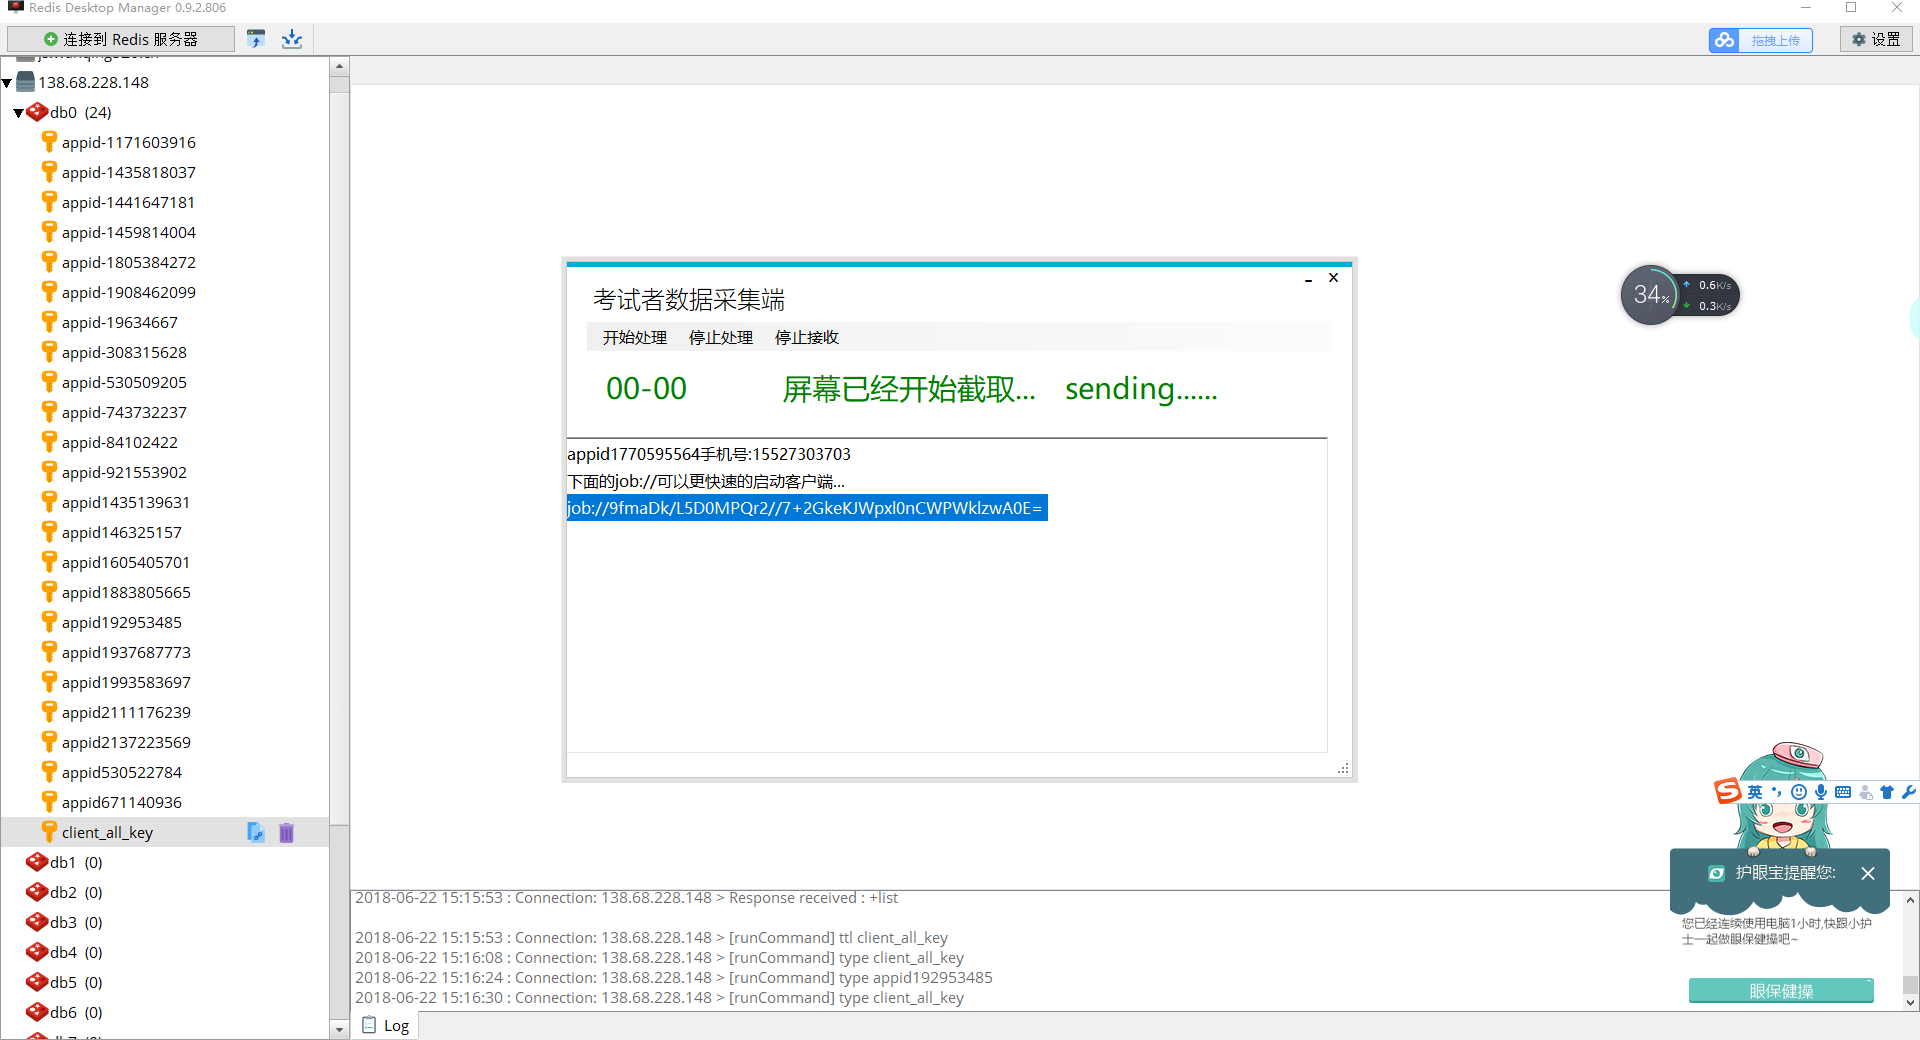 Redis Desktop Manager 0.9.2.806
连接到 Redis 服务器
拖拽上传
设置
138.68.228.148
db0 (24)
appid-1171603916
appid-1435818037
appid-1441647181
appid-1459814004
appid-1805384272
appid-1908462099
appid-19634667
appid-308315628
appid-530509205
appid-743732237
appid-84102422
appid-921553902
appid1435139631
appid146325157
appid1605405701
appid1883805665
appid192953485
appid1937687773
appid1993583697
appid2111176239
appid2137223569
appid530522784
appid671140936
client_all_key
db1 (0)
db2 (0)
db3 (0)
db4 (0)
db5 (0)
db6 (0)
考试者数据采集端
开始处理 停止处理 停止接收
00-00 屏幕已经开始截取... sending......
appid1770595564手机号:15527303703
下面的job://可以更快速的启动客户端...
job://9fmaDk/L5D0MPQr2//7+2GkeKJWpxl0nCWPWklzwA0E=
34%
0.6K/s
0.3K/s
英
护眼宝提醒您:
您已经连续使用电脑1小时,快跟小护
士一起做眼保健操吧~
眼保健操
2018-06-22 15:15:53 : Connection: 138.68.228.148 > Response received : +list
2018-06-22 15:15:53 : Connection: 138.68.228.148 > [runCommand] ttl client_all_key
2018-06-22 15:16:08 : Connection: 138.68.228.148 > [runCommand] type client_all_key
2018-06-22 15:16:24 : Connection: 138.68.228.148 > [runCommand] type appid192953485
2018-06-22 15:16:30 : Connection: 138.68.228.148 > [runCommand] type client_all_key
Log